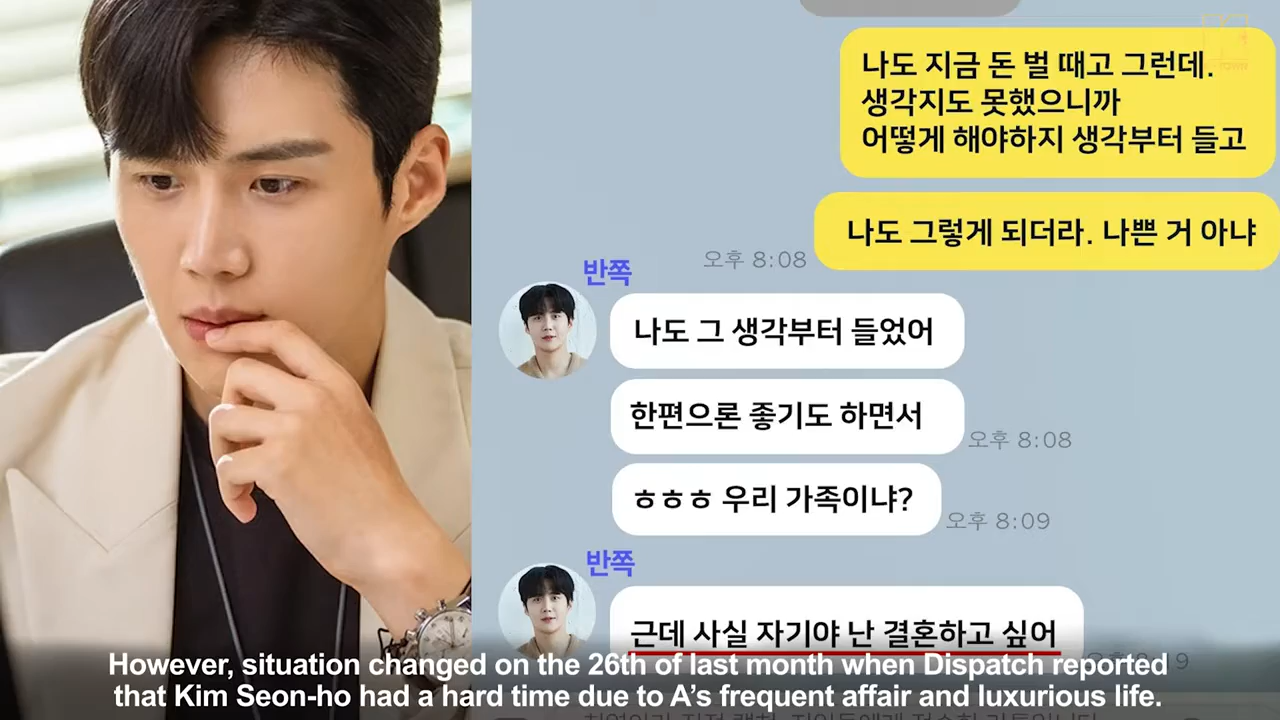 나도 지금 돈 벌 때고 그런데.
생각지도 못했으니까
어떻게 해야하지 생각부터 들고
나도 그렇게 되더라. 나쁜 거 아냐
오후 8:08
반쪽
나도 그 생각부터 들었어
한편으론 좋기도 하면서
오후 8:08
ㅎㅎㅎ 우리 가족이냐?
오후 8:09
반쪽
근데 사실 자기야 난 결혼하고 싶어
However, situation changed on the 26th of last month when Dispatch reported
that Kim Seon-ho had a hard time due to A's frequent affair and luxurious life.